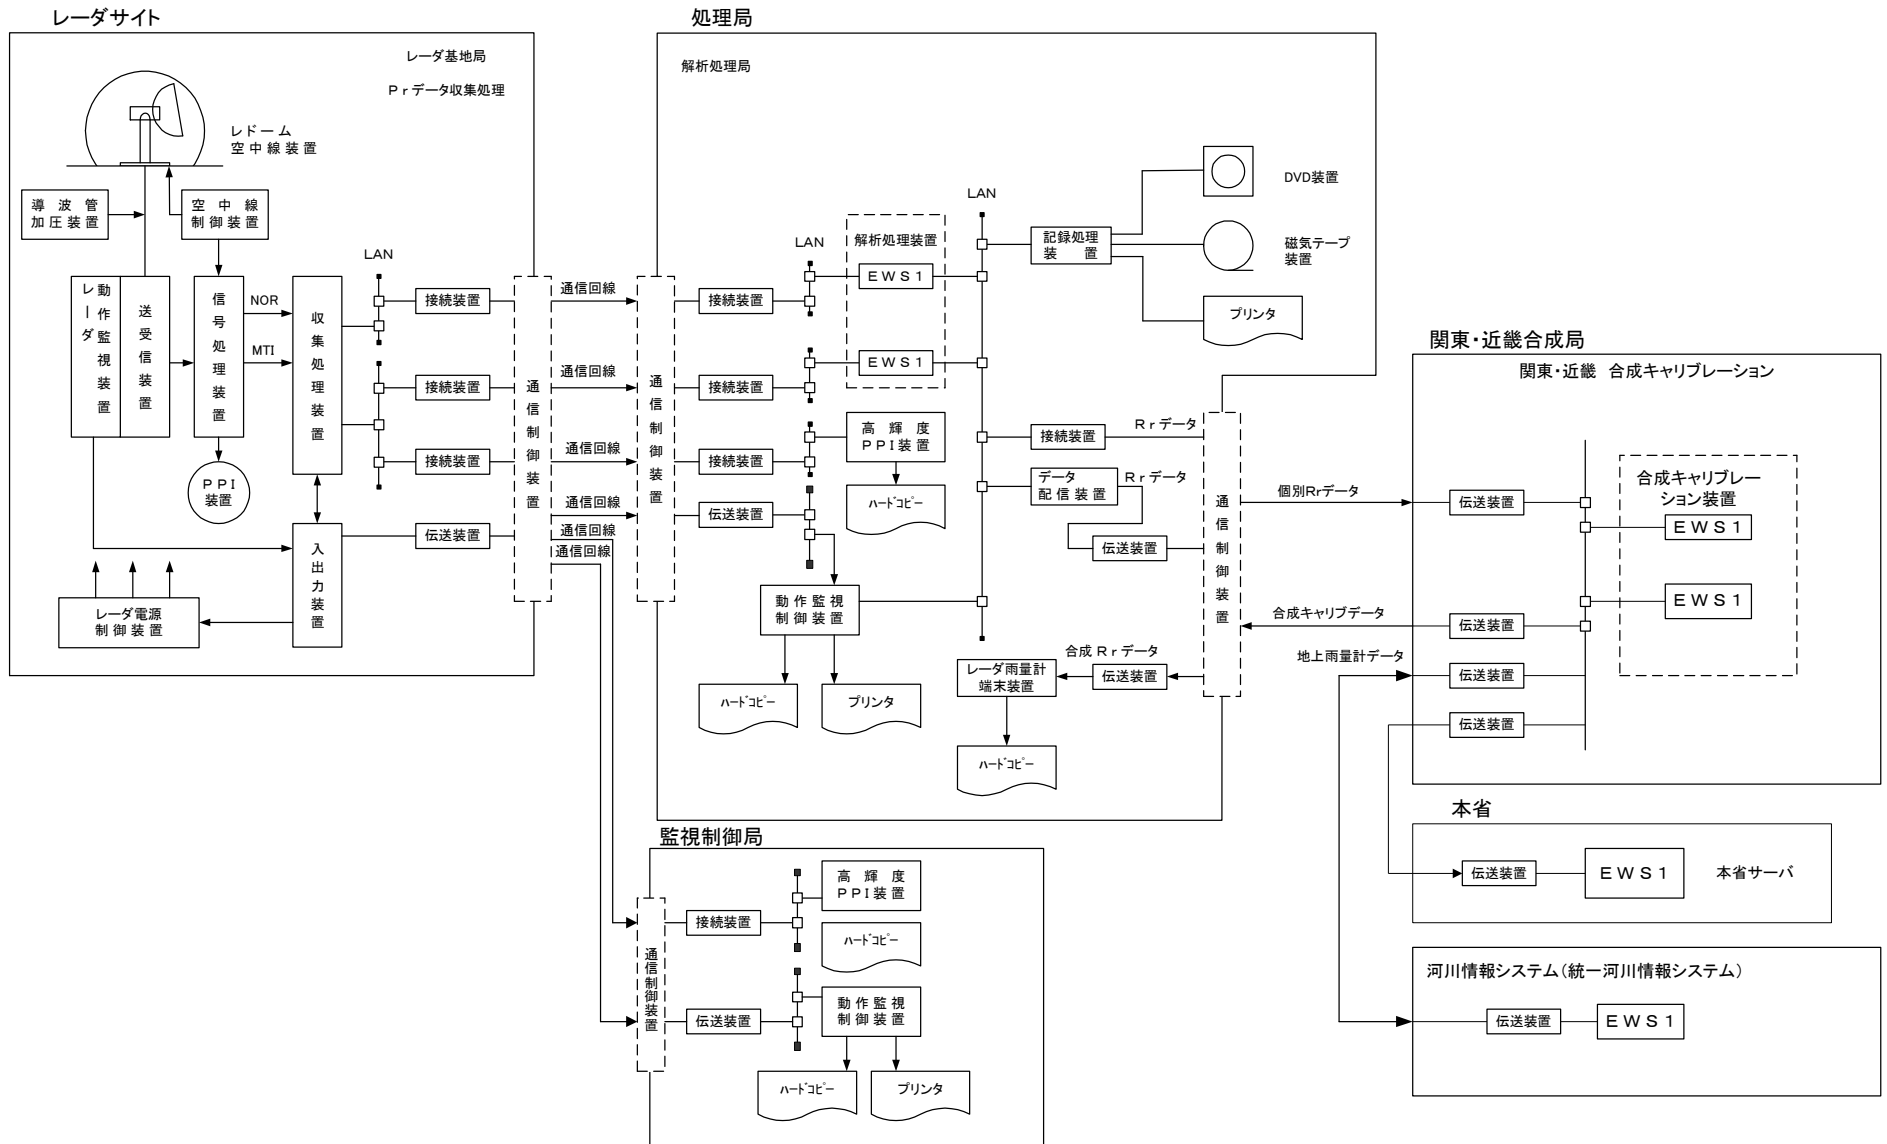 レーダサイト
レーダ基地局
Ｐｒデータ収集処理
レドーム
空中線装置
導波管
加圧装置
空中線
制御装置
レーダ
動作監視装置
送受信装置
信号処理装置
NOR
MTI
収集処理装置
LAN
接続装置
接続装置
接続装置
伝送装置
ＰＰＩ
装置
入出力装置
レーダ電源
制御装置
通信制御装置
通信回線
通信回線
通信回線
通信回線
通信回線
通信回線
処理局
解析処理局
通信制御装置
接続装置
接続装置
接続装置
伝送装置
LAN
解析処理装置
ＥＷＳ１
ＥＷＳ１
高輝度
ＰＰＩ装置
ﾊｰﾄﾞｺﾋﾟｰ
動作監視
制御装置
ﾊｰﾄﾞｺﾋﾟｰ
プリンタ
LAN
記録処理
装置
DVD装置
磁気テープ
装置
プリンタ
接続装置
Ｒｒデータ
データ
配信装置
Ｒｒデータ
伝送装置
レーダ雨量計
端末装置
合成Ｒｒデータ
伝送装置
ﾊｰﾄﾞｺﾋﾟｰ
通信制御装置
個別Rrデータ
合成キャリブデータ
地上雨量計データ
関東・近畿合成局
関東・近畿 合成キャリブレーション
伝送装置
伝送装置
伝送装置
伝送装置
合成キャリブレー
ション装置
ＥＷＳ１
ＥＷＳ１
本省
伝送装置
ＥＷＳ１
本省サーバ
河川情報システム（統一河川情報システム）
伝送装置
ＥＷＳ１
監視制御局
通信制御装置
接続装置
伝送装置
高輝度
ＰＰＩ装置
ﾊｰﾄﾞｺﾋﾟｰ
動作監視
制御装置
ﾊｰﾄﾞｺﾋﾟｰ
プリンタ